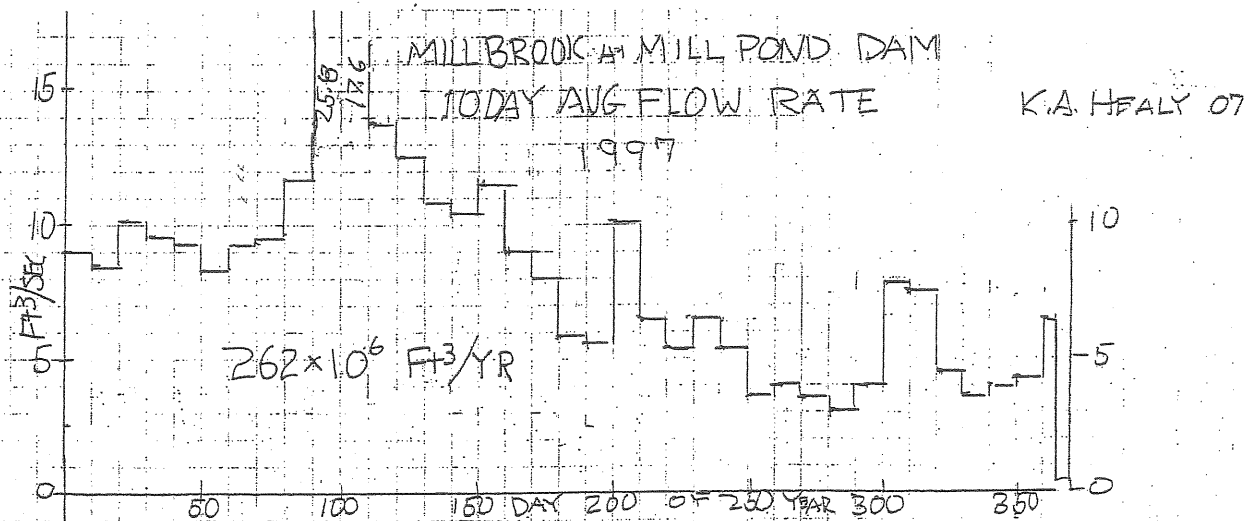 MILLBROOK AT MILL POND DAM
10 DAY AVG FLOW RATE
1997
K.A. HEALY 07
25.8
17.6
15
10
5
0
Ft3/SEC
262×10⁶ Ft3/YR
10
5
0
50 100 150 DAY 200 OF 250 YEAR 300 350